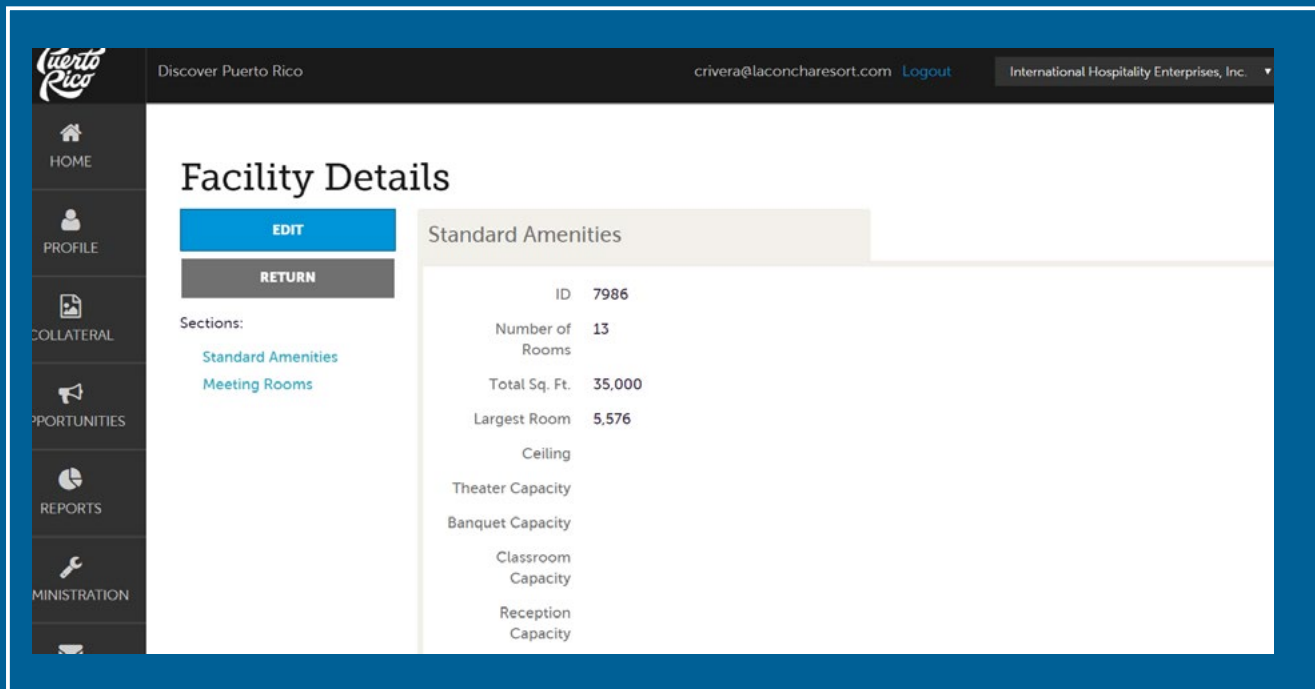 Puerto
Rico
Discover Puerto Rico
crivera@laconcharesort.com Logout
International Hospitality Enterprises, Inc.
HOME
PROFILE
COLLATERAL
PPORTUNITIES
REPORTS
MINISTRATION
Facility Details
EDIT
RETURN
Sections:
Standard Amenities
Meeting Rooms
Standard Amenities
ID 7986
Number of 13
Rooms
Total Sq. Ft. 35,000
Largest Room 5,576
Ceiling
Theater Capacity
Banquet Capacity
Classroom
Capacity
Reception
Capacity